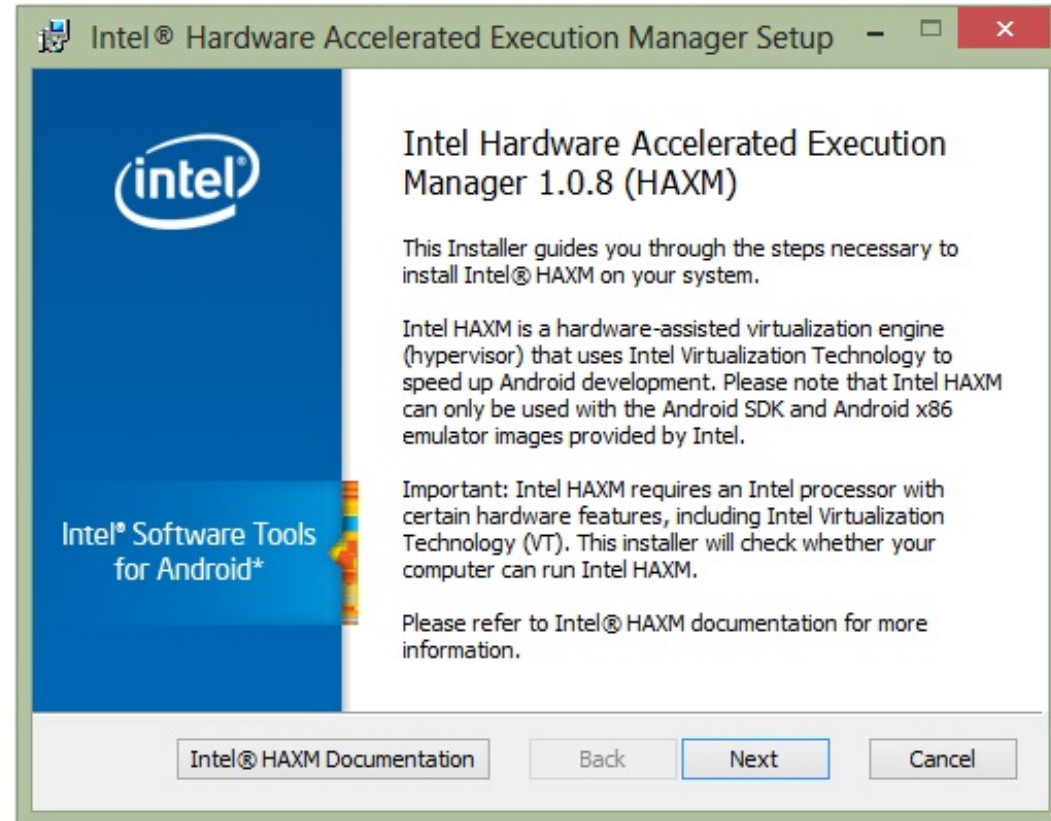 Intel® Hardware Accelerated Execution Manager Setup
intel®
Intel® Software Tools
for Android*
Intel Hardware Accelerated Execution
Manager 1.0.8 (HAXM)
This Installer guides you through the steps necessary to
install Intel® HAXM on your system.
Intel HAXM is a hardware-assisted virtualization engine
(hypervisor) that uses Intel Virtualization Technology to
speed up Android development. Please note that Intel HAXM
can only be used with the Android SDK and Android x86
emulator images provided by Intel.
Important: Intel HAXM requires an Intel processor with
certain hardware features, including Intel Virtualization
Technology (VT). This installer will check whether your
computer can run Intel HAXM.
Please refer to Intel® HAXM documentation for more
information.
Intel® HAXM Documentation
Back
Next
Cancel